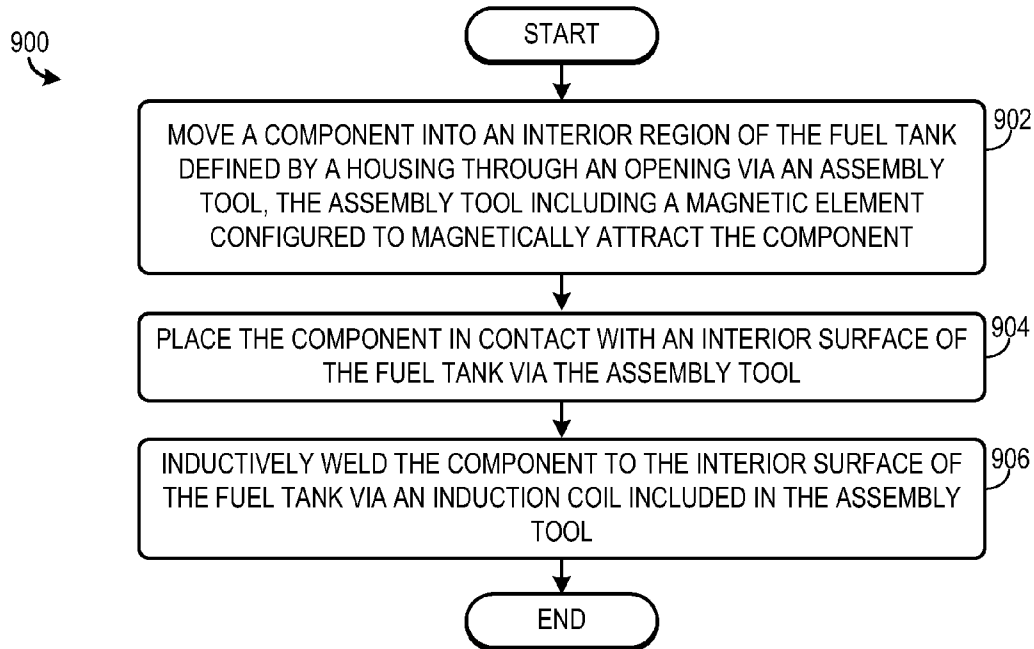 900
START
MOVE A COMPONENT INTO AN INTERIOR REGION OF THE FUEL TANK
DEFINED BY A HOUSING THROUGH AN OPENING VIA AN ASSEMBLY
TOOL, THE ASSEMBLY TOOL INCLUDING A MAGNETIC ELEMENT
CONFIGURED TO MAGNETICALLY ATTRACT THE COMPONENT
902
PLACE THE COMPONENT IN CONTACT WITH AN INTERIOR SURFACE OF
THE FUEL TANK VIA THE ASSEMBLY TOOL
904
INDUCTIVELY WELD THE COMPONENT TO THE INTERIOR SURFACE OF
THE FUEL TANK VIA AN INDUCTION COIL INCLUDED IN THE ASSEMBLY
TOOL
906
END